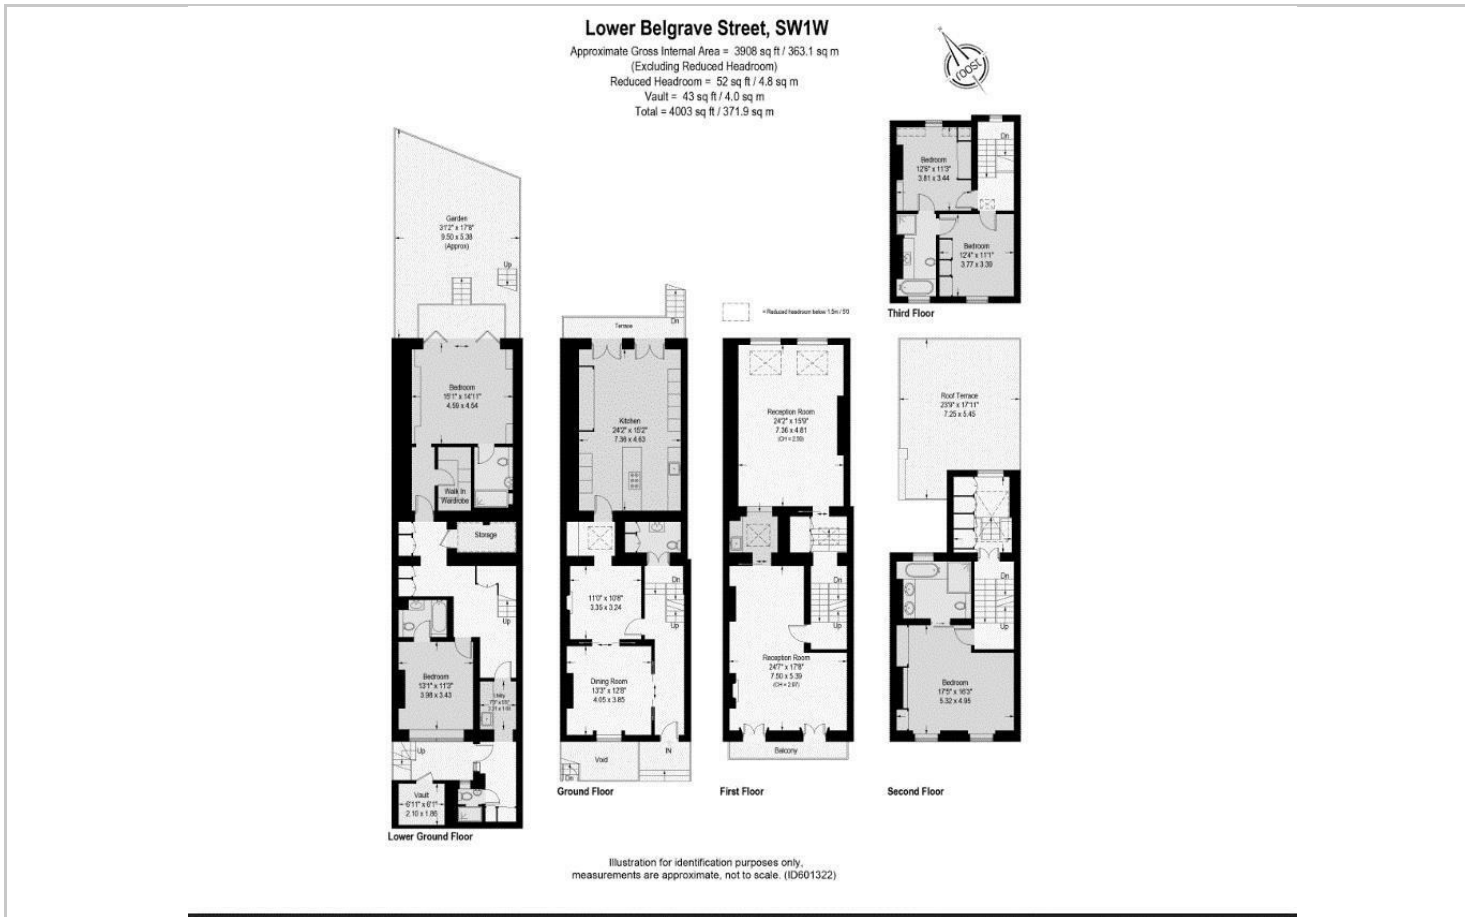 Lower Belgrave Street, SW1W
Approximate Gross Internal Area = 3908 sq ft / 363.1 sq m
(Excluding Reduced Headroom)
Reduced Headroom = 52 sq ft / 4.8 sq m
Vault = 43 sq ft / 4.0 sq m
Total = 4003 sq ft / 371.9 sq m
roost
Garden
31'2" x 17'8"
9.50 x 5.38
(Approx)
Up
Bedroom
15'1" x 14'11"
4.59 x 4.54
Walk In
Wardrobe
Storage
Up
Bedroom
13'1" x 11'3"
3.98 x 3.43
Utility
Up
Vault
6'11" x 6'1"
2.10 x 1.86
Lower Ground Floor
Dn
Terrace
Kitchen
24'2" x 15'2"
7.36 x 4.63
11'0" x 10'8"
3.35 x 3.24
Dn
Up
Dining Room
13'3" x 12'8"
4.05 x 3.85
Void
IN
Dn
Ground Floor
= Reduced headroom below 1.5m / 5'0
Reception Room
24'2" x 15'9"
7.36 x 4.81
Dn
Up
Reception Room
24'7" x 17'8"
7.50 x 5.39
Balcony
First Floor
Bedroom
12'6" x 11'3"
3.81 x 3.44
Dn
Bedroom
12'4" x 11'1"
3.77 x 3.39
Third Floor
Roof Terrace
23'9" x 17'11"
7.25 x 5.45
Dn
Up
Bedroom
17'5" x 16'3"
5.32 x 4.95
Second Floor
Illustration for identification purposes only,
measurements are approximate, not to scale. (ID601322)